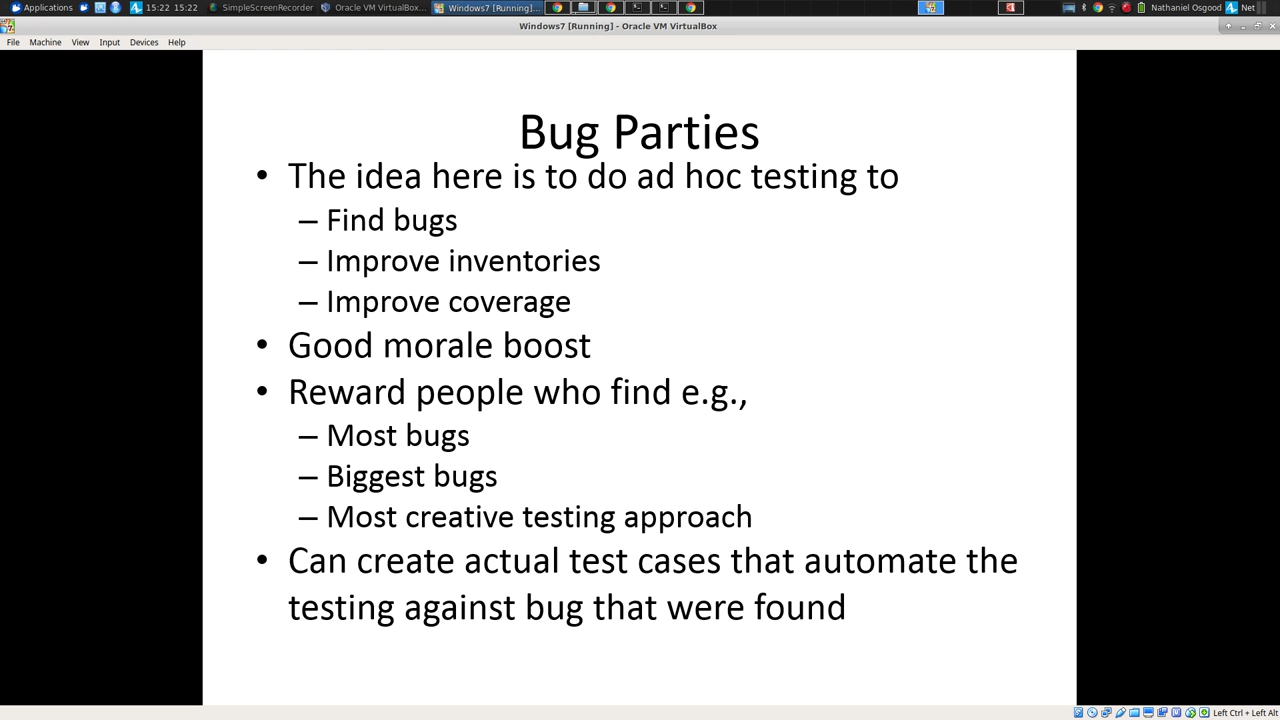 Applications 15:22 15:22 SimpleScreenRecorder Oracle VM VirtualBox... Windows7 [Running] - Oracle... Nathaniel Osgood Net
Windows7 [Running] - Oracle VM VirtualBox
File Machine View Input Devices Help
Bug Parties
• The idea here is to do ad hoc testing to
– Find bugs
– Improve inventories
– Improve coverage
• Good morale boost
• Reward people who find e.g.,
– Most bugs
– Biggest bugs
– Most creative testing approach
• Can create actual test cases that automate the
testing against bug that were found
Left Ctrl + Left Alt